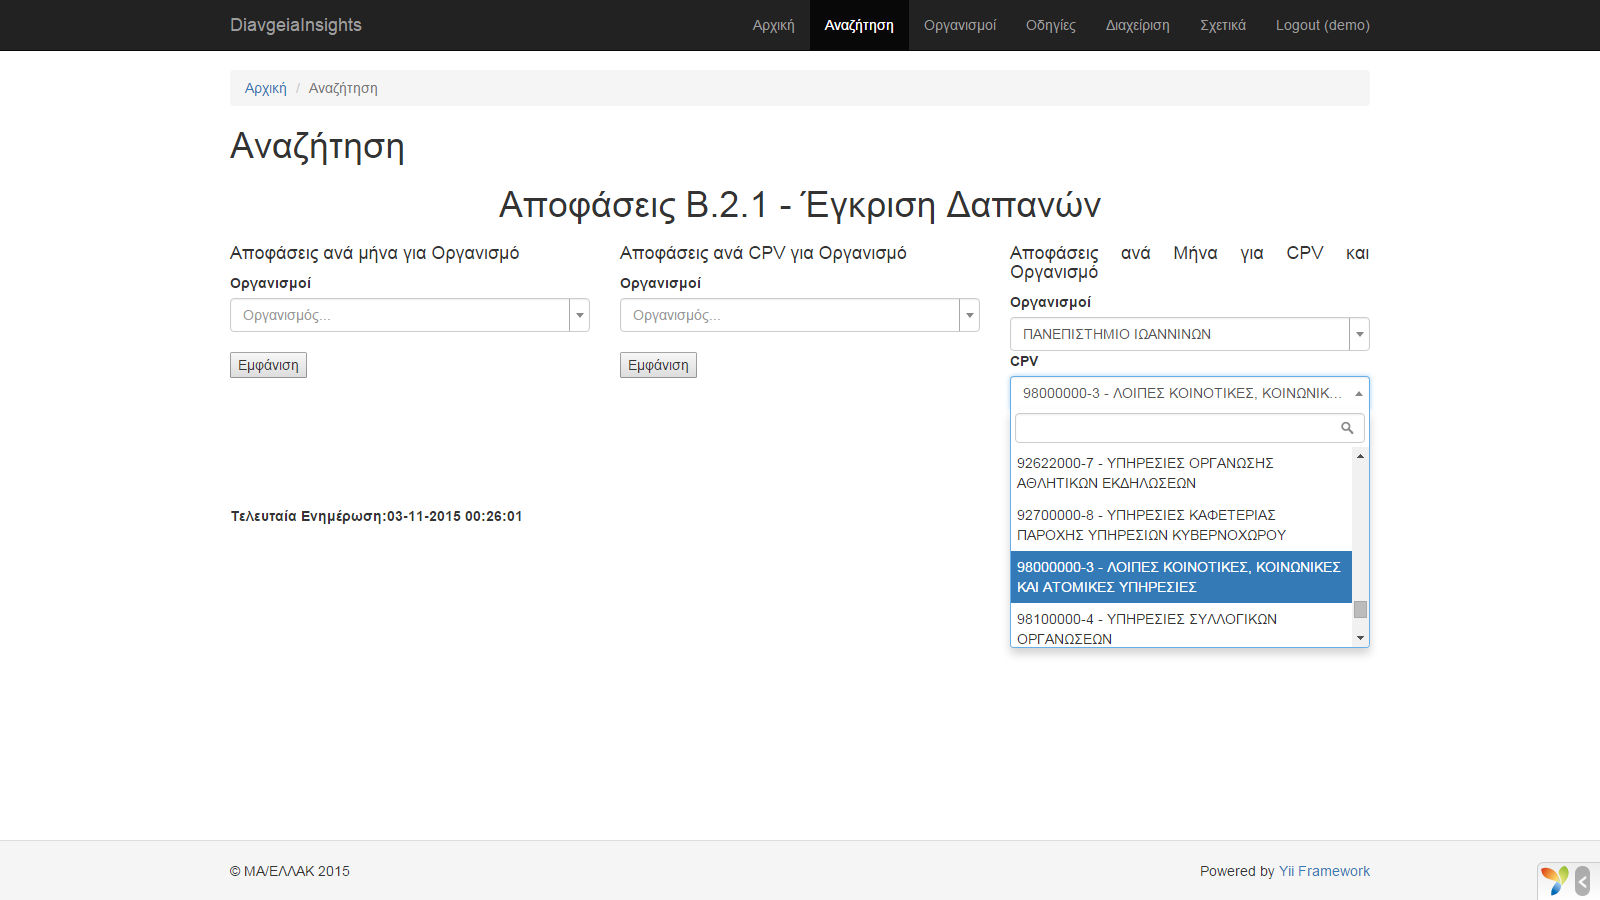 DiavgeiaInsights
Αρχική
Αναζήτηση
Οργανισμοί
Οδηγίες
Διαχείριση
Σχετικά
Logout (demo)
Αρχική / Αναζήτηση
Αναζήτηση
Αποφάσεις Β.2.1 - Έγκριση Δαπανών
Αποφάσεις ανά μήνα για Οργανισμό
Οργανισμοί
Οργανισμός...
Εμφάνιση
Αποφάσεις ανά CPV για Οργανισμό
Οργανισμοί
Οργανισμός...
Εμφάνιση
Αποφάσεις ανά Μήνα για CPV και
Οργανισμό
Οργανισμοί
ΠΑΝΕΠΙΣΤΗΜΙΟ ΙΩΑΝΝΙΝΩΝ
CPV
98000000-3 - ΛΟΙΠΕΣ ΚΟΙΝΟΤΙΚΕΣ, ΚΟΙΝΩΝΙΚ...
92622000-7 - ΥΠΗΡΕΣΙΕΣ ΟΡΓΑΝΩΣΗΣ
ΑΘΛΗΤΙΚΩΝ ΕΚΔΗΛΩΣΕΩΝ
92700000-8 - ΥΠΗΡΕΣΙΕΣ ΚΑΦΕΤΕΡΙΑΣ
ΠΑΡΟΧΗΣ ΥΠΗΡΕΣΙΩΝ ΚΥΒΕΡΝΟΧΩΡΟΥ
98000000-3 - ΛΟΙΠΕΣ ΚΟΙΝΟΤΙΚΕΣ, ΚΟΙΝΩΝΙΚΕΣ
ΚΑΙ ΑΤΟΜΙΚΕΣ ΥΠΗΡΕΣΙΕΣ
98100000-4 - ΥΠΗΡΕΣΙΕΣ ΣΥΛΛΟΓΙΚΩΝ
ΟΡΓΑΝΩΣΕΩΝ
Τελευταία Ενημέρωση:03-11-2015 00:26:01
© ΜΑ/ΕΛΛΑΚ 2015
Powered by Yii Framework